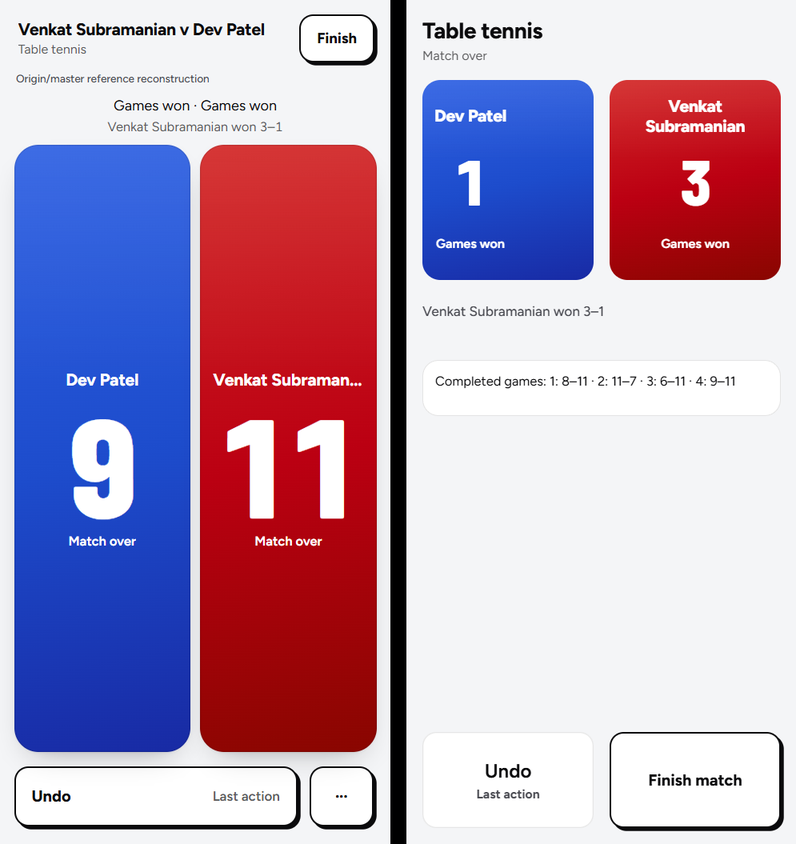 Venkat Subramanian v Dev Patel
Table tennis
Finish
Origin/master reference reconstruction
Games won · Games won
Venkat Subramanian won 3–1
Dev Patel
9
Match over
Venkat Subraman...
11
Match over
Undo
Last action
...
Table tennis
Match over
Dev Patel
1
Games won
Venkat
Subramanian
3
Games won
Venkat Subramanian won 3–1
Completed games: 1: 8–11 · 2: 11–7 · 3: 6–11 · 4: 9–11
Undo
Last action
Finish match